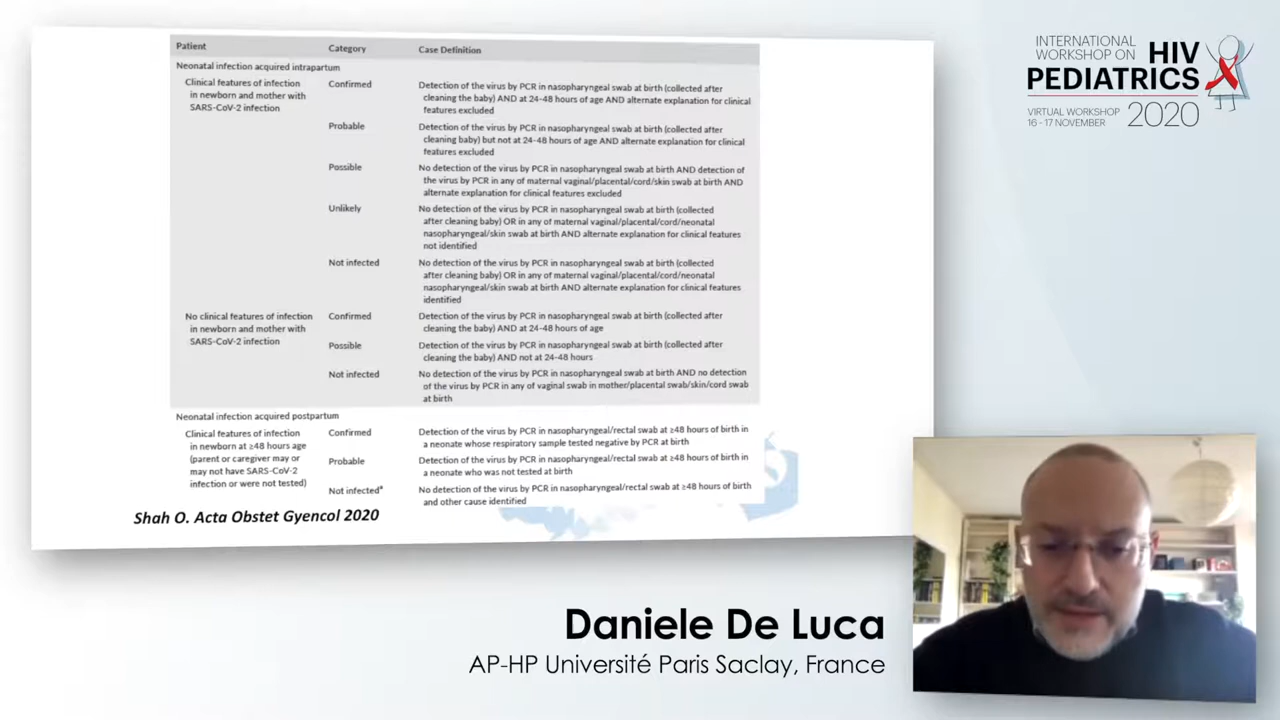 Patient Category Case Definition
Neonatal infection acquired intrapartum
Clinical features of infection
in newborn and mother with
SARS-CoV-2 infection
Confirmed
Detection of the virus by PCR in nasopharyngeal swab at birth (collected after
cleaning the baby) AND at 24-48 hours of age AND alternate explanation for clinical
features excluded
Probable
Detection of the virus by PCR in nasopharyngeal swab at birth (collected after
cleaning the baby) but not at 24-48 hours of age AND alternate explanation for clinical
features excluded
Possible
No detection of the virus by PCR in nasopharyngeal swab at birth AND detection of
the virus by PCR in any of maternal vaginal/placental/cord/skin swab at birth AND
alternate explanation for clinical features excluded
Unlikely
No detection of the virus by PCR in nasopharyngeal swab at birth (collected
after cleaning baby) OR in any of maternal vaginal/placental/cord/neonatal
nasopharyngeal/skin swab at birth AND alternate explanation for clinical features
not identified
Not infected
No detection of the virus by PCR in nasopharyngeal swab at birth (collected
after cleaning baby) OR in any of maternal vaginal/placental/cord/neonatal
nasopharyngeal/skin swab at birth AND alternate explanation for clinical features
identified
No clinical features of infection
in newborn and mother with
SARS-CoV-2 infection
Confirmed
Detection of the virus by PCR in nasopharyngeal swab at birth (collected after
cleaning the baby) AND at 24-48 hours of age
Possible
Detection of the virus by PCR in nasopharyngeal swab at birth (collected after
cleaning the baby) AND not at 24-48 hours
Not infected
No detection of the virus by PCR in nasopharyngeal swab at birth AND no detection
of the virus by PCR in any of vaginal swab in mother/placental swab/skin/cord swab
at birth
Neonatal infection acquired postpartum
Clinical features of infection
in newborn at ≥48 hours age
(parent or caregiver may or
may not have SARS-CoV-2
infection or were not tested)
Confirmed
Detection of the virus by PCR in nasopharyngeal/rectal swab at ≥48 hours of birth in
a neonate whose respiratory sample tested negative by PCR at birth
Probable
Detection of the virus by PCR in nasopharyngeal/rectal swab at ≥48 hours of birth in
a neonate who was not tested at birth
Not infectedª
No detection of the virus by PCR in nasopharyngeal/rectal swab at ≥48 hours of birth
and other cause identified
Shah O. Acta Obstet Gyencol 2020
INTERNATIONAL
WORKSHOP ON HIV
PEDIATRICS
VIRTUAL WORKSHOP
16 - 17 NOVEMBER 2020
Daniele De Luca
AP-HP Université Paris Saclay, France